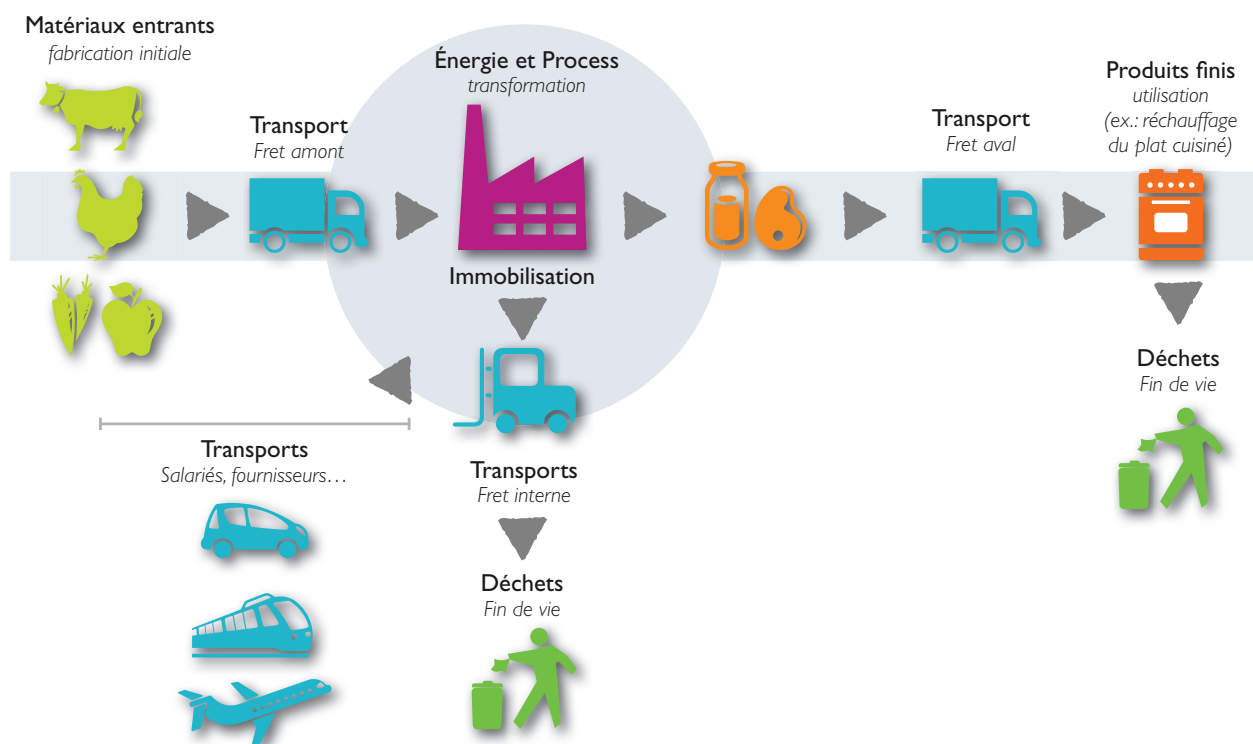 Matériaux entrants
fabrication initiale
Transport
Fret amont
Énergie et Process
transformation
Immobilisation
Transport
Fret aval
Produits finis
utilisation
(ex.: réchauffage
du plat cuisiné)
Déchets
Fin de vie
Transports
Salariés, fournisseurs…
Transports
Fret interne
Déchets
Fin de vie